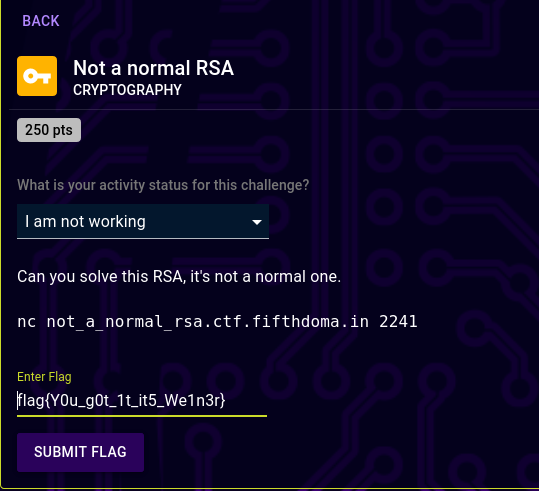 BACK
Not a normal RSA
CRYPTOGRAPHY
250 pts
What is your activity status for this challenge?
I am not working
Can you solve this RSA, it's not a normal one.
nc not_a_normal_rsa.ctf.fifthdoma.in 2241
Enter Flag
flag{Y0u_g0t_1t_it5_We1n3r}
SUBMIT FLAG